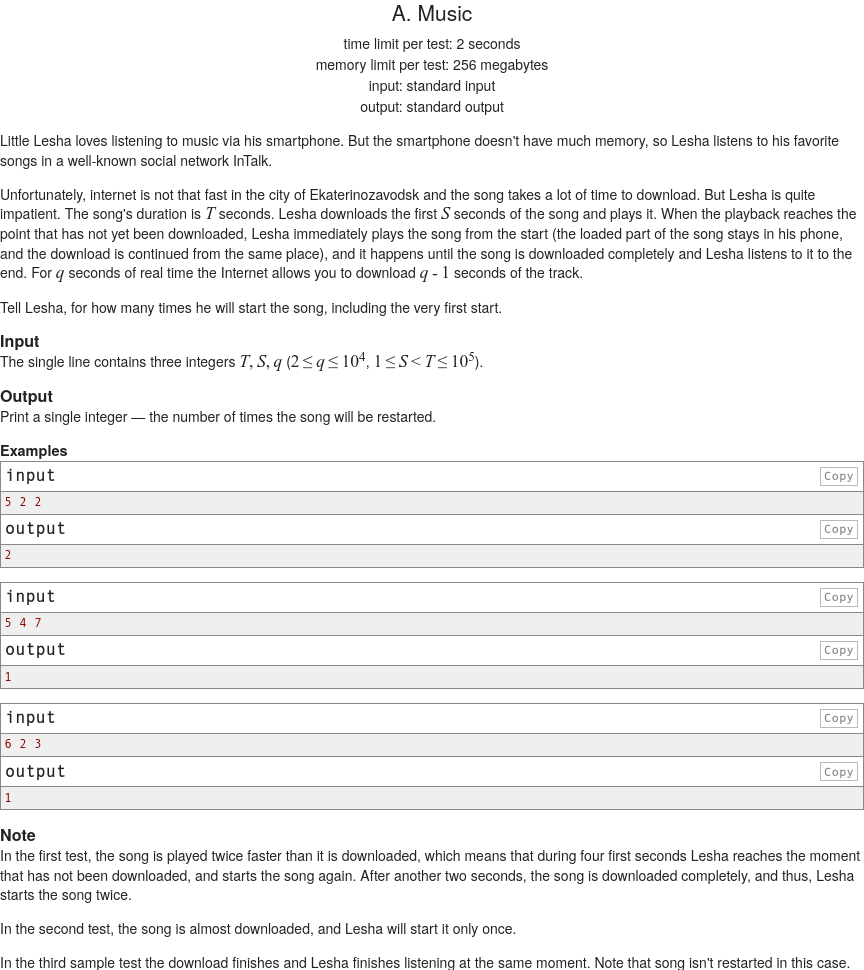 A. Music
time limit per test: 2 seconds
memory limit per test: 256 megabytes
input: standard input
output: standard output
Little Lesha loves listening to music via his smartphone. But the smartphone doesn't have much memory, so Lesha listens to his favorite
songs in a well-known social network InTalk.
Unfortunately, internet is not that fast in the city of Ekaterinozavodsk and the song takes a lot of time to download. But Lesha is quite
impatient. The song's duration is T seconds. Lesha downloads the first S seconds of the song and plays it. When the playback reaches the
point that has not yet been downloaded, Lesha immediately plays the song from the start (the loaded part of the song stays in his phone,
and the download is continued from the same place), and it happens until the song is downloaded completely and Lesha listens to it to the
end. For q seconds of real time the Internet allows you to download q - 1 seconds of the track.
Tell Lesha, for how many times he will start the song, including the very first start.
Input
The single line contains three integers T, S, q (2 ≤ q ≤ 10^4, 1 ≤ S < T ≤ 10^5).
Output
Print a single integer — the number of times the song will be restarted.
Examples
input
Copy
5 2 2
output
Copy
2
input
Copy
5 4 7
output
Copy
1
input
Copy
6 2 3
output
Copy
1
Note
In the first test, the song is played twice faster than it is downloaded, which means that during four first seconds Lesha reaches the moment
that has not been downloaded, and starts the song again. After another two seconds, the song is downloaded completely, and thus, Lesha
starts the song twice.
In the second test, the song is almost downloaded, and Lesha will start it only once.
In the third sample test the download finishes and Lesha finishes listening at the same moment. Note that song isn't restarted in this case.